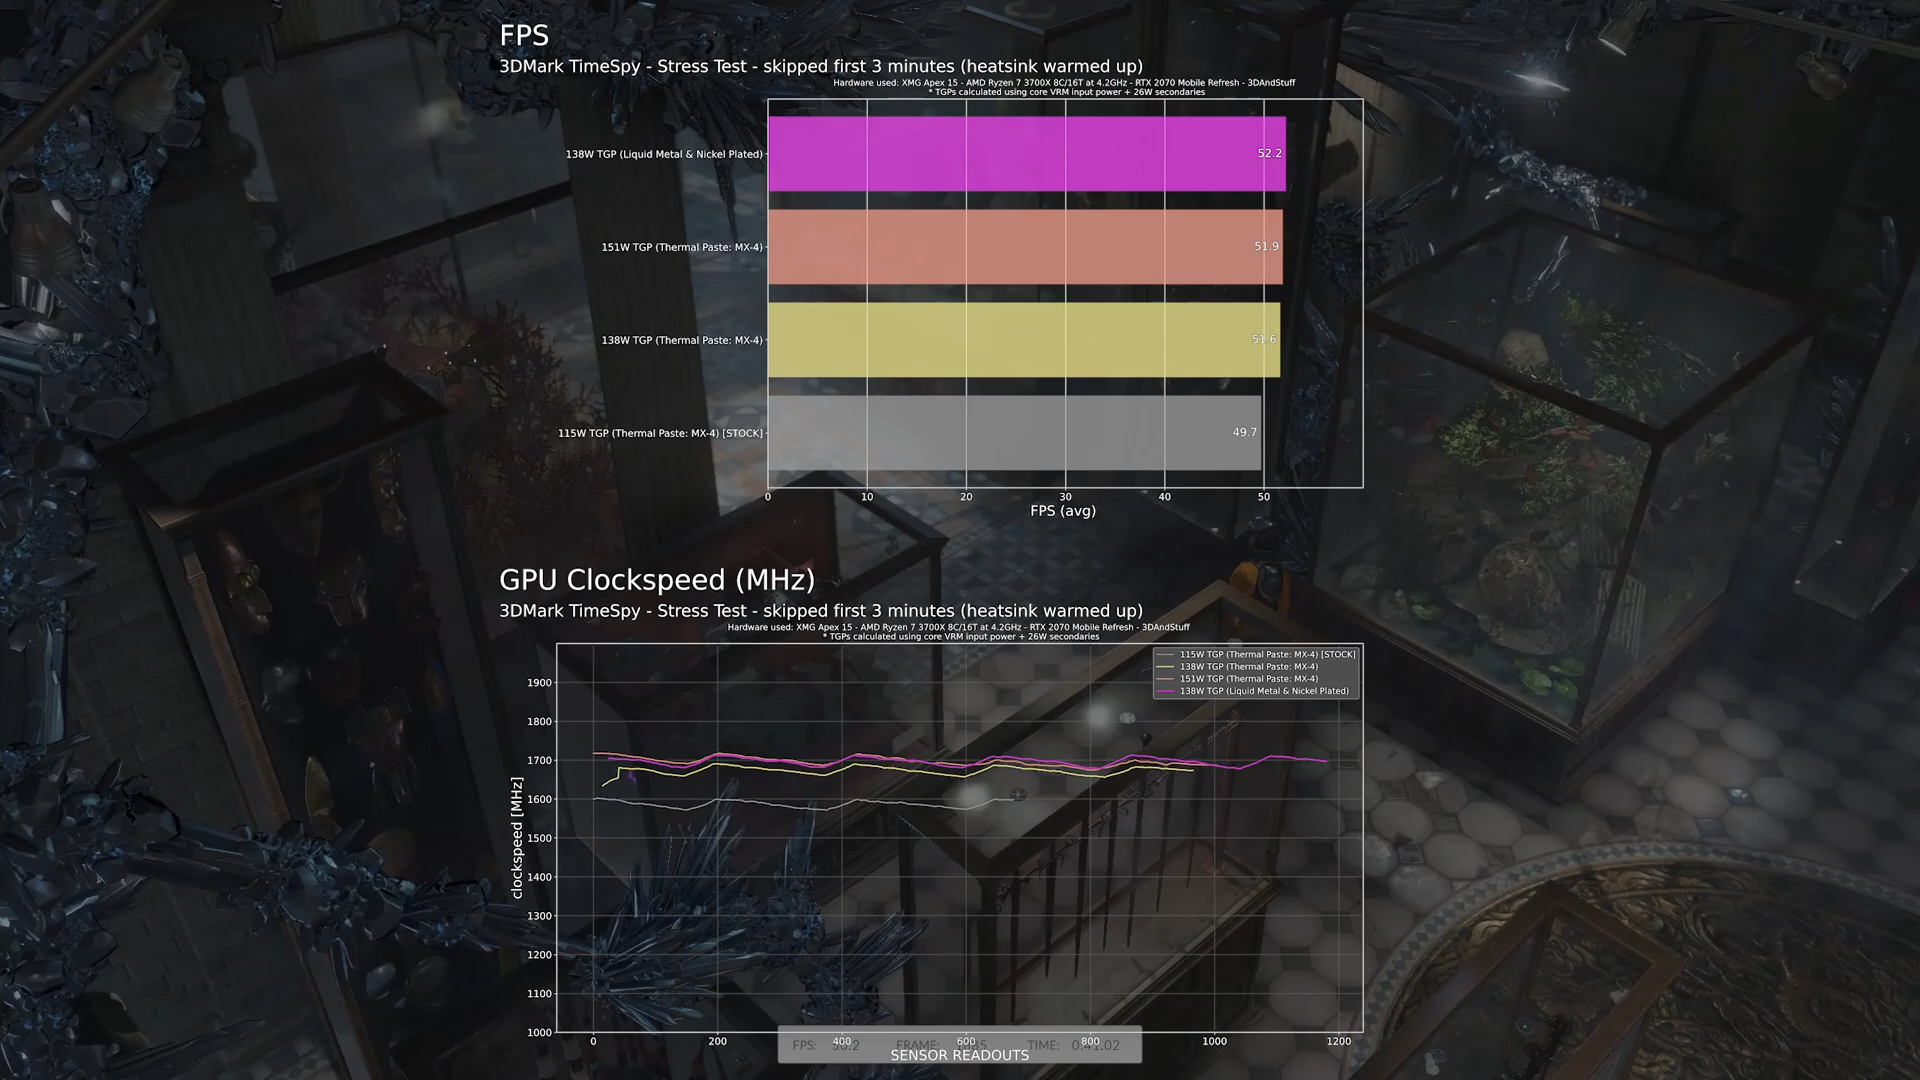 FPS
3DMark TimeSpy - Stress Test - skipped first 3 minutes (heatsink warmed up)
Hardware used: XMG Apex 15 - AMD Ryzen 7 3700X 8C/16T at 4.2GHz - RTX 2070 Mobile Refresh - 3DAndStuff
* TGPs calculated using core VRM input power + 26W secondaries
138W TGP (Liquid Metal & Nickel Plated) 52.2
151W TGP (Thermal Paste: MX-4) 51.9
138W TGP (Thermal Paste: MX-4) 51.6
115W TGP (Thermal Paste: MX-4) [STOCK] 49.7
0 10 20 30 40 50
FPS (avg)
GPU Clockspeed (MHz)
3DMark TimeSpy - Stress Test - skipped first 3 minutes (heatsink warmed up)
Hardware used: XMG Apex 15 - AMD Ryzen 7 3700X 8C/16T at 4.2GHz - RTX 2070 Mobile Refresh - 3DAndStuff
* TGPs calculated using core VRM input power + 26W secondaries
115W TGP (Thermal Paste: MX-4) [STOCK]
138W TGP (Thermal Paste: MX-4)
151W TGP (Thermal Paste: MX-4)
138W TGP (Liquid Metal & Nickel Plated)
clockspeed [MHz]
1900
1800
1700
1600
1500
1400
1300
1200
1100
1000
0 200 400 600 800 1000 1200
FPS: FRAME: TIME: 0:41.02
SENSOR READOUTS